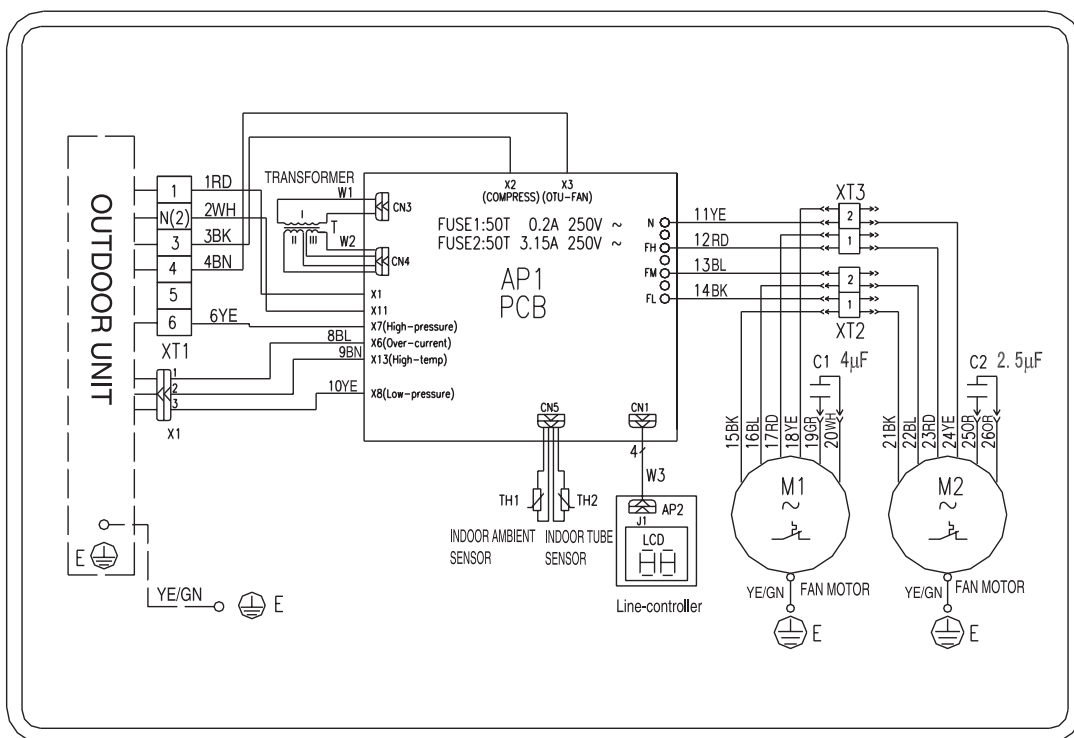 OUTDOOR UNIT
1
N(2)
3
4
5
6
XT1
1RD
2WH
3BK
4BN
6YE
8BL
9BN
10YE
1
2
3
X1
E
YE/GN
E
TRANSFORMER
W1
CN3
I
T
II
III
W2
CN4
X2
(COMPRESS)
X3
(OTU-FAN)
FUSE1:50T 0.2A 250V ~
FUSE2:50T 3.15A 250V ~
AP1
PCB
X1
X11
X7(High-pressure)
X6(Over-current)
X13(High-temp)
X8(Low-pressure)
N
FH
FM
FL
CN5
CN1
4
W3
TH1
TH2
INDOOR AMBIENT
SENSOR
INDOOR TUBE
SENSOR
J1
AP2
LCD
Line-controller
11YE
12RD
13BL
14BK
XT3
2
1
2
1
XT2
C1 4μF
C2 2.5μF
15BK
16BL
17RD
18YE
19GR
20WH
21BK
22BL
23RD
24YE
25OR
26OR
M1
~
M2
~
YE/GN
FAN MOTOR
E
YE/GN
FAN MOTOR
E